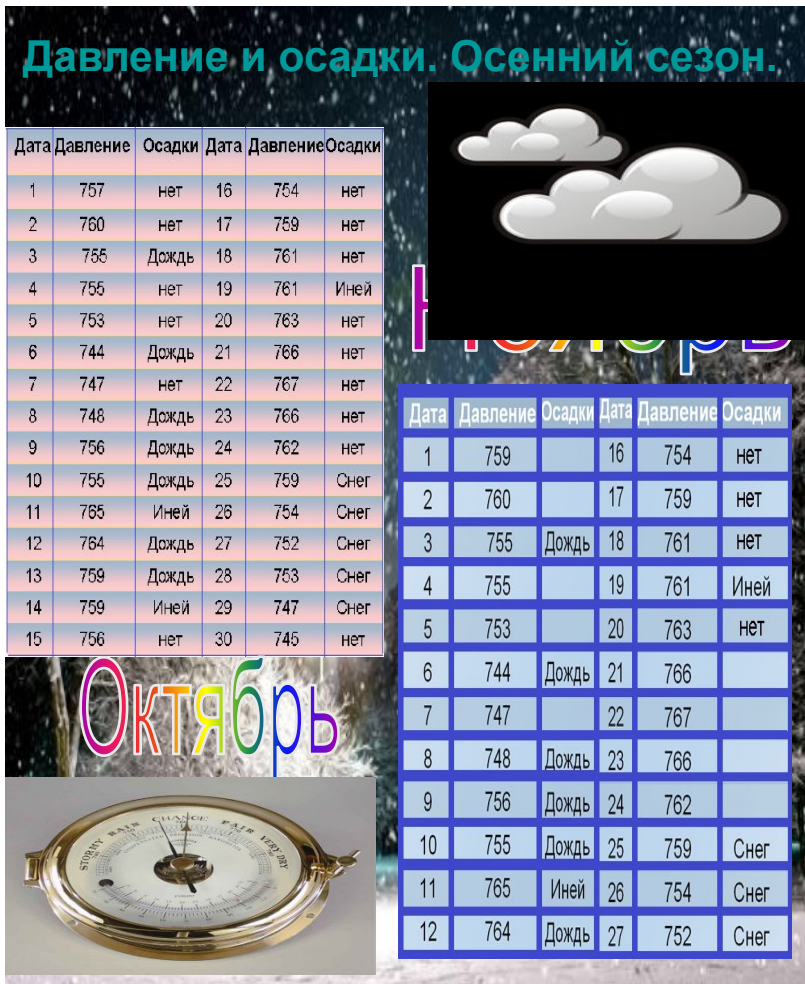 Давление и осадки. Осенний сезон.
Дата Давление Осадки Дата Давление Осадки
1 757 нет 16 754 нет
2 760 нет 17 759 нет
3 755 Дождь 18 761 нет
4 755 нет 19 761 Иней
5 753 нет 20 763 нет
6 744 Дождь 21 766 нет
7 747 нет 22 767 нет
8 748 Дождь 23 766 нет
9 756 Дождь 24 762 нет
10 755 Дождь 25 759 Снег
11 765 Иней 26 754 Снег
12 764 Дождь 27 752 Снег
13 759 Дождь 28 753 Снег
14 759 Иней 29 747 Снег
15 756 нет 30 745 нет
Октябрь
Ноябрь
Дата Давление Осадки Дата Давление Осадки
1 759 16 754 нет
2 760 17 759 нет
3 755 Дождь 18 761 нет
4 755 19 761 Иней
5 753 20 763 нет
6 744 Дождь 21 766
7 747 22 767
8 748 Дождь 23 766
9 756 Дождь 24 762
10 755 Дождь 25 759 Снег
11 765 Иней 26 754 Снег
12 764 Дождь 27 752 Снег
STORMY RAIN CHANGE FAIR VERY DRY